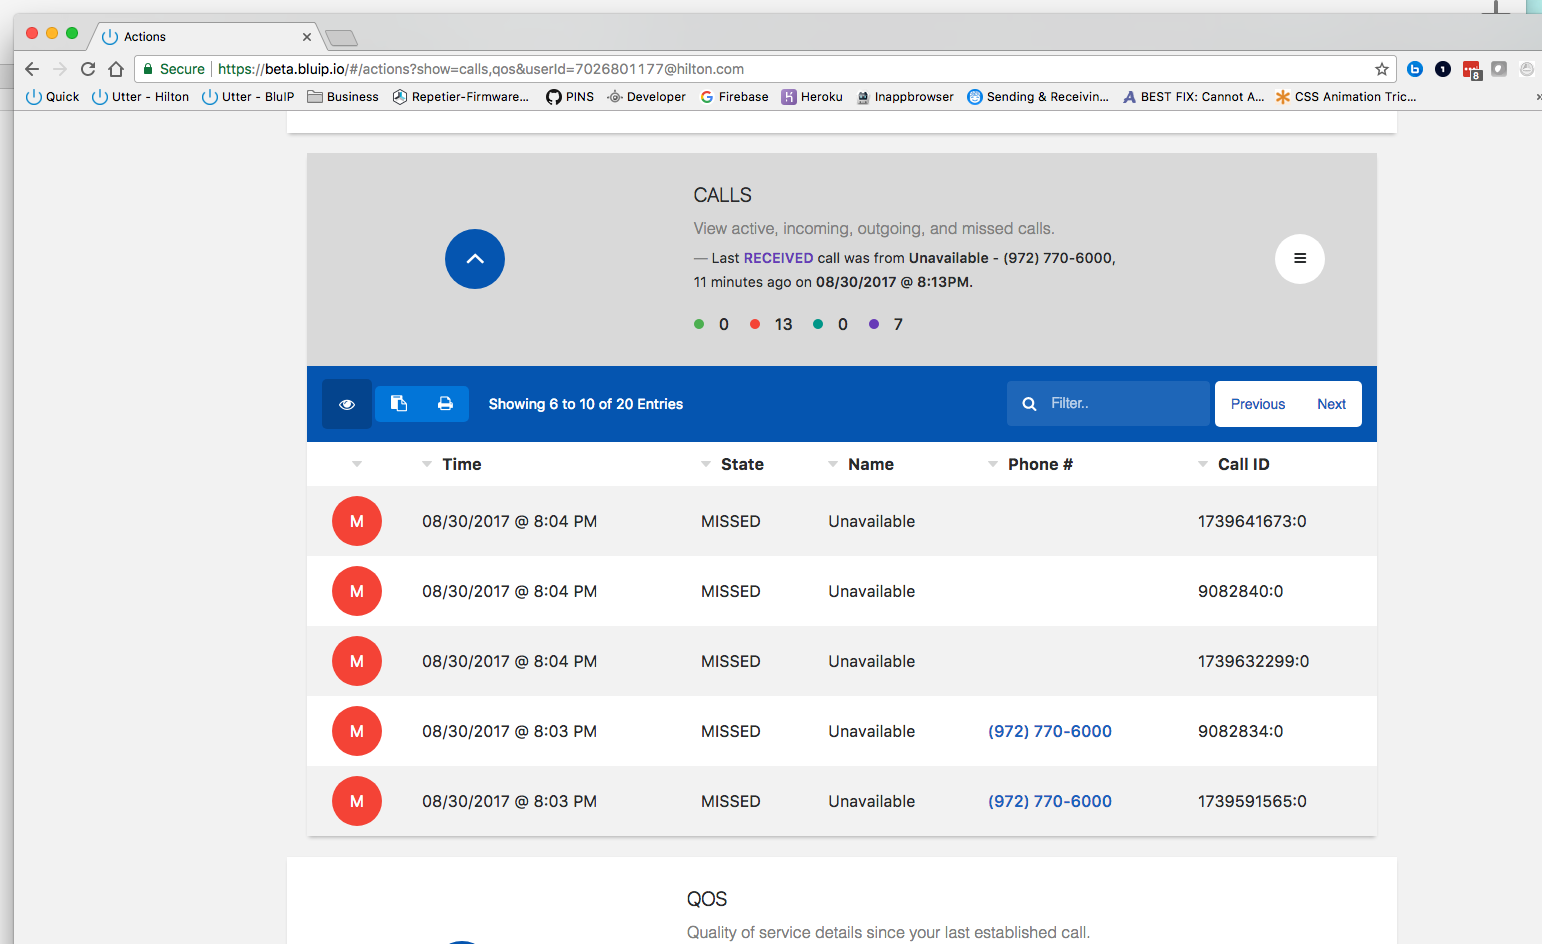 Actions
Secure https://beta.bluip.io/#/actions?show=calls,qos&userId=7026801177@hilton.com
1
8
Quick Utter - Hilton Utter - BluIP Business Repetier-Firmware... PINS Developer Firebase Heroku Inappbrowser Sending & Receivin... BEST FIX: Cannot A... CSS Animation Tric... »
CALLS
View active, incoming, outgoing, and missed calls.
— Last RECEIVED call was from Unavailable - (972) 770-6000,
11 minutes ago on 08/30/2017 @ 8:13PM.
0 13 0 7
Showing 6 to 10 of 20 Entries Filter.. Previous Next
Time State Name Phone # Call ID
M 08/30/2017 @ 8:04 PM MISSED Unavailable 1739641673:0
M 08/30/2017 @ 8:04 PM MISSED Unavailable 9082840:0
M 08/30/2017 @ 8:04 PM MISSED Unavailable 1739632299:0
M 08/30/2017 @ 8:03 PM MISSED Unavailable (972) 770-6000 9082834:0
M 08/30/2017 @ 8:03 PM MISSED Unavailable (972) 770-6000 1739591565:0
QOS
Quality of service details since your last established call.